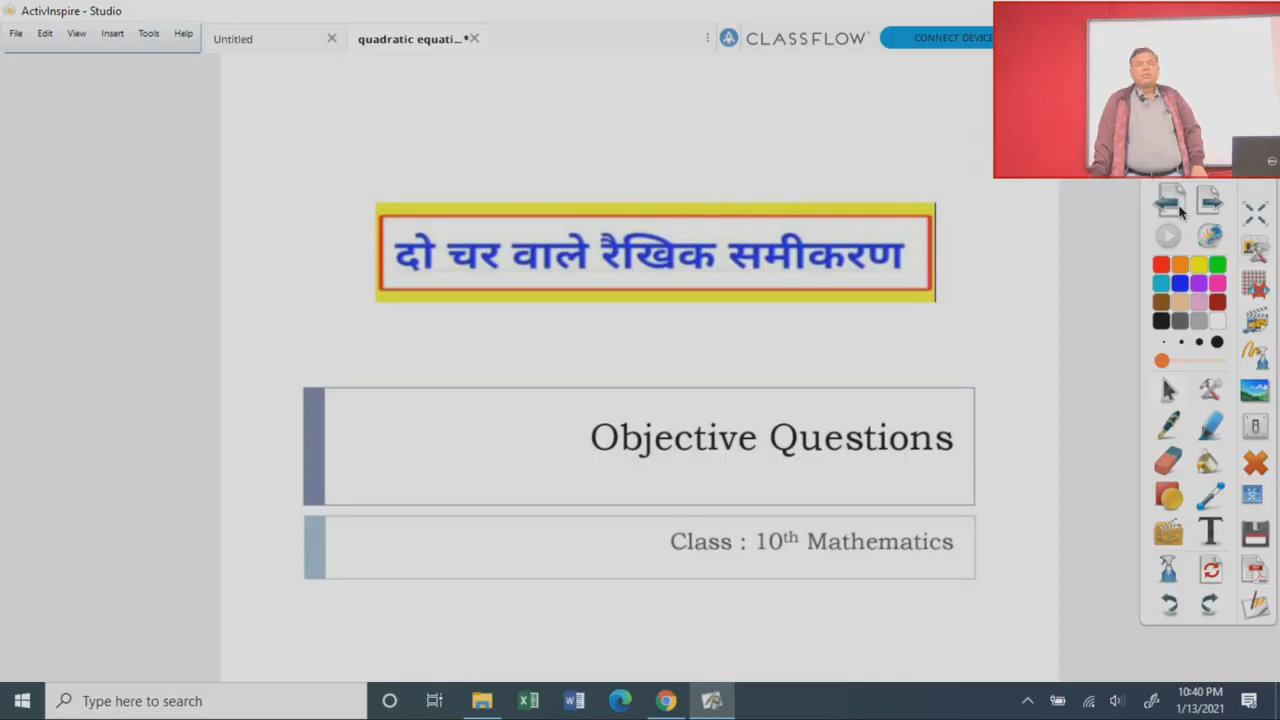 ActivInspire - Studio
File Edit View Insert Tools Help
Untitled
quadratic equati...*
CLASSFLOW
CONNECT DEVICE
दो चर वाले रैखिक समीकरण
Objective Questions
Class : 10th Mathematics
Type here to search
10:40 PM
1/13/2021